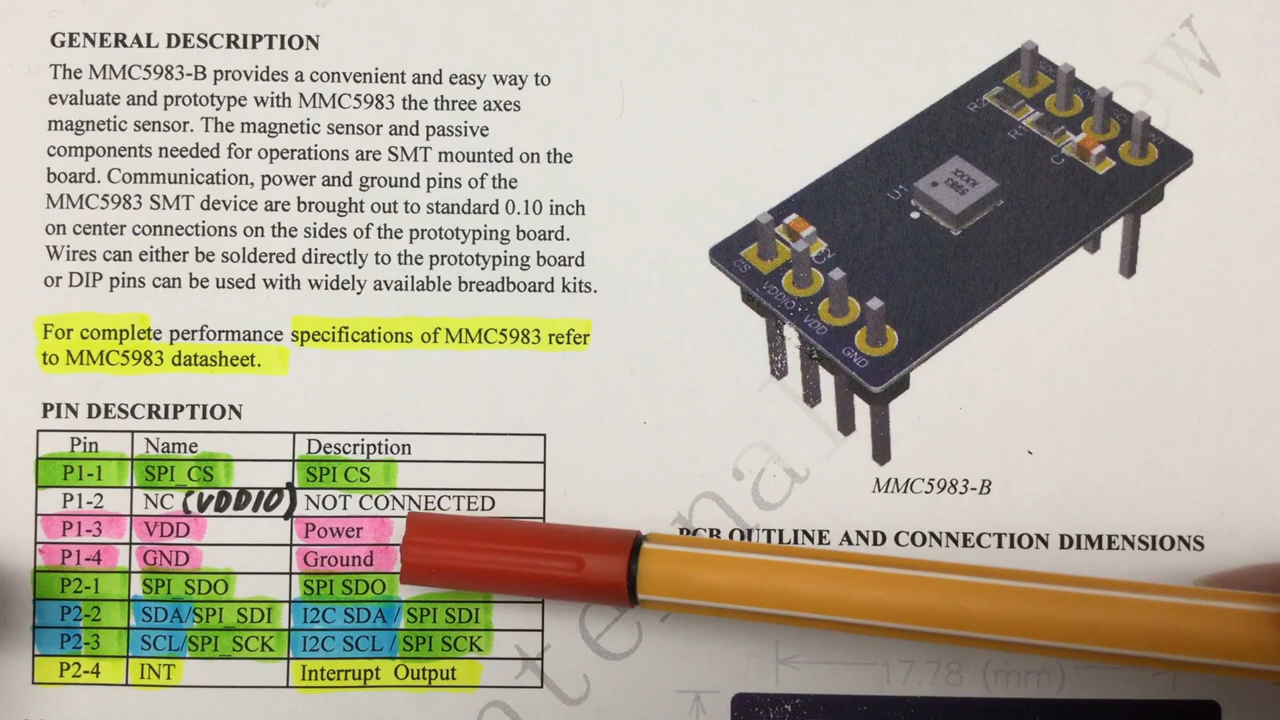 GENERAL DESCRIPTION
The MMC5983-B provides a convenient and easy way to
evaluate and prototype with MMC5983 the three axes
magnetic sensor. The magnetic sensor and passive
components needed for operations are SMT mounted on the
board. Communication, power and ground pins of the
MMC5983 SMT device are brought out to standard 0.10 inch
on center connections on the sides of the prototyping board.
Wires can either be soldered directly to the prototyping board
or DIP pins can be used with widely available breadboard kits.
For complete performance specifications of MMC5983 refer
to MMC5983 datasheet.
PIN DESCRIPTION
Pin Name Description
P1-1 SPI_CS SPI CS
P1-2 NC (VDDIO) NOT CONNECTED
P1-3 VDD Power
P1-4 GND Ground
P2-1 SPI_SDO SPI SDO
P2-2 SDA/SPI_SDI I2C SDA / SPI SDI
P2-3 SCL/SPI_SCK I2C SCL / SPI SCK
P2-4 INT Interrupt Output
R2
R1
U1
XXXX
5983
C2
CS
VDDIO
VDD
GND
MMC5983-B
PCB OUTLINE AND CONNECTION DIMENSIONS
17.78 (mm)